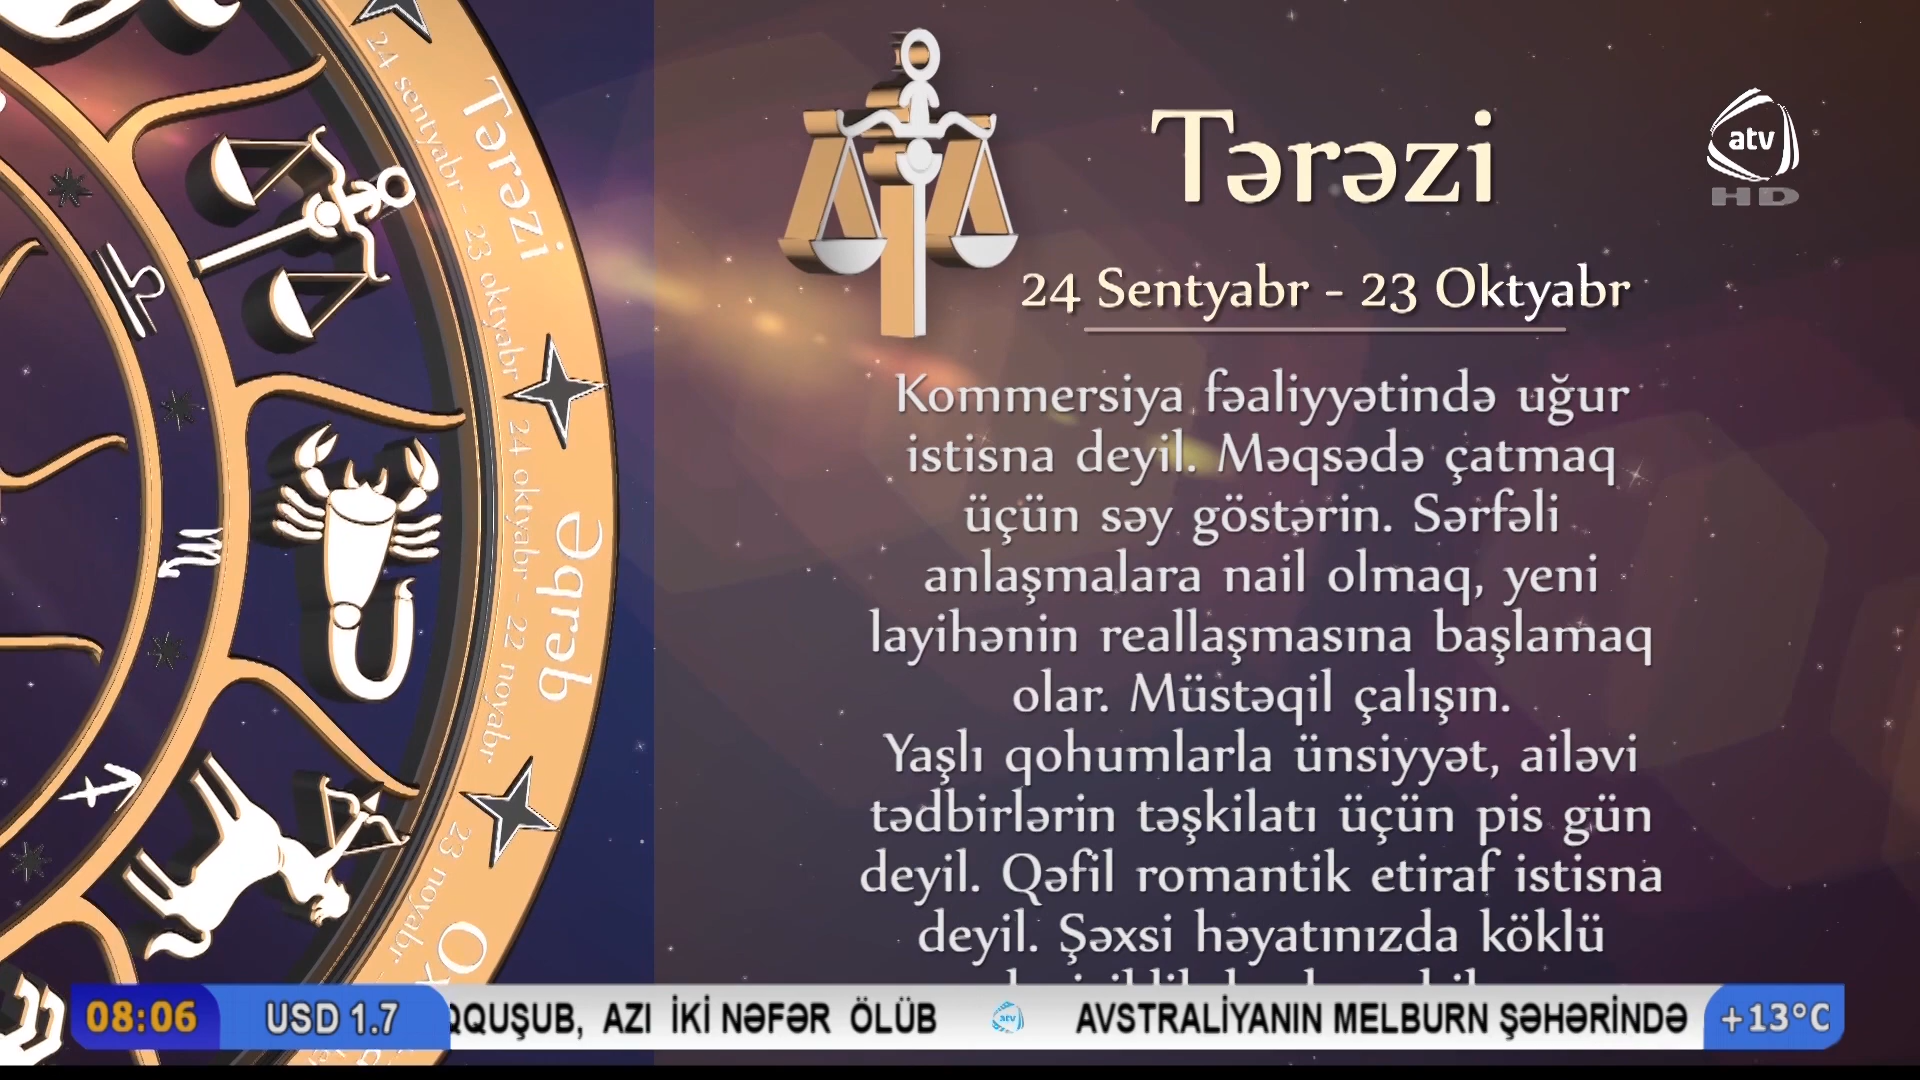 Tərəzi
24 Sentyabr - 23 Oktyabr
Kommersiya fəaliyyətində uğur
istisna deyil. Məqsədə çatmaq
üçün səy göstərin. Sərfəli
anlaşmalara nail olmaq, yeni
layihənin reallaşmasına başlamaq
olar. Müstəqil çalışın.
Yaşlı qohumlarla ünsiyyət, ailəvi
tədbirlərin təşkilatı üçün pis gün
deyil. Qəfil romantik etiraf istisna
deyil. Şəxsi həyatınızda köklü
atv
HD
Tərəzi
24 sentyabr - 23 oktyabr
Əqrəb
24 oktyabr - 22 noyabr
23 noyabr -
08:06
USD 1.7
QQUŞUB, AZI İKİ NƏFƏR ÖLÜB
atv
AVSTRALİYANIN MELBURN ŞƏHƏRİNDƏ
+13°C